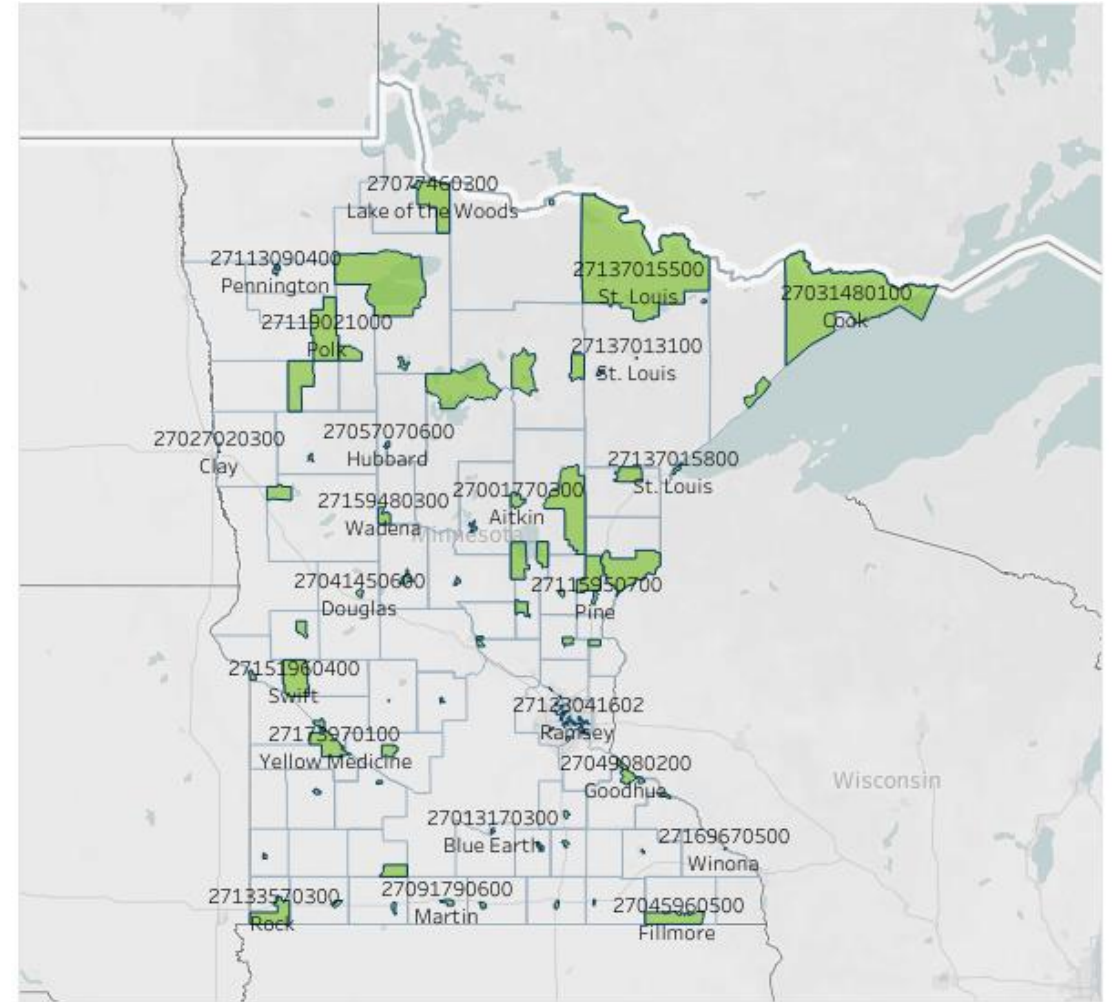 27077460300
Lake of the Woods
27113090400
Pennington
27137015500
St. Louis
27031480100
Cook
27119021000
Polk
27137013100
St. Louis
27027020300
Clay
27057070600
Hubbard
27137015800
St. Louis
27159480300
Wadena
27001770300
Aitkin
Minnesota
27041450600
Douglas
27115950700
Pine
27151960400
Swift
27123041602
Ramsey
27173970100
Yellow Medicine
27049080200
Goodhue
Wisconsin
27013170300
Blue Earth
27169670500
Winona
27133570300
Rock
27091790600
Martin
27045960500
Fillmore